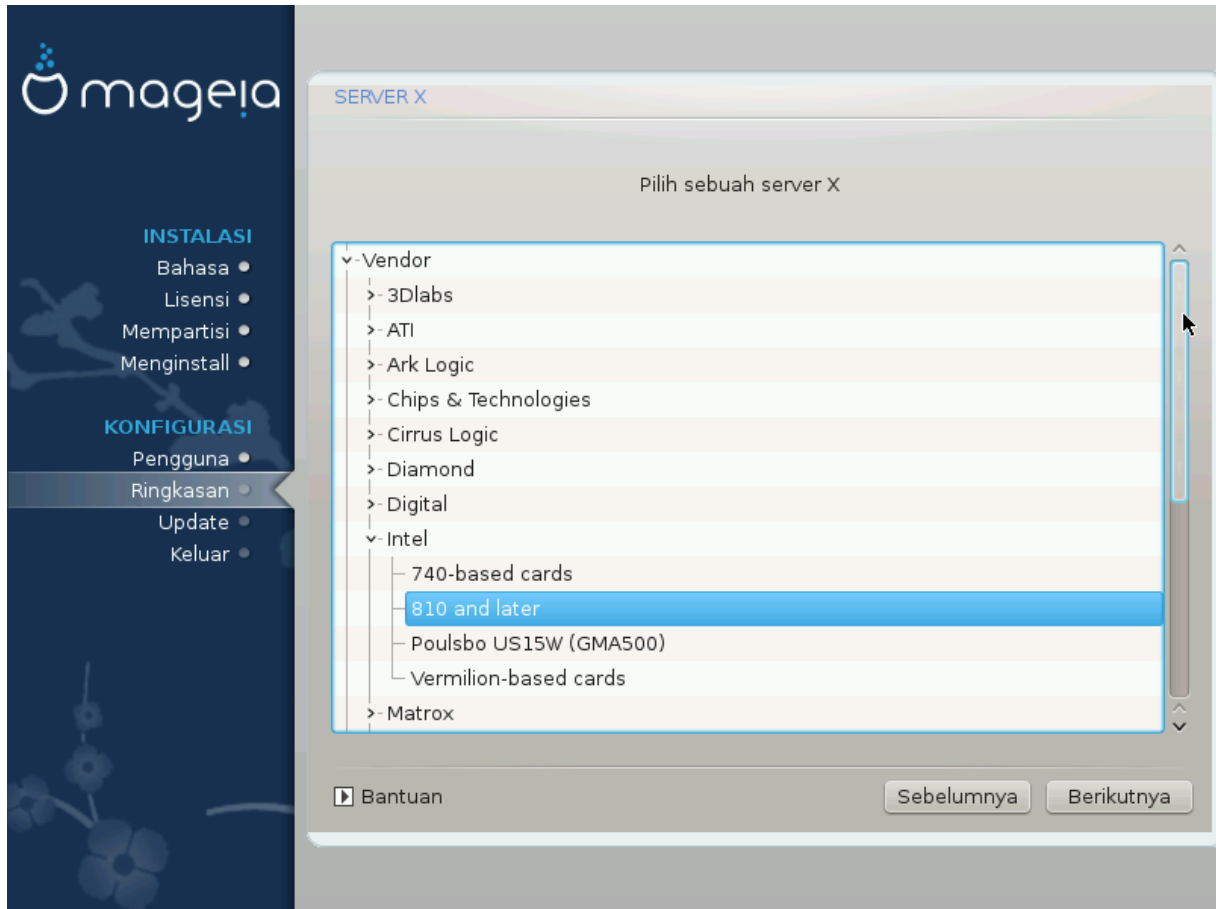 mageia
INSTALASI
Bahasa
Lisensi
Mempartisi
Menginstall
KONFIGURASI
Pengguna
Ringkasan
Update
Keluar
SERVER X
Pilih sebuah server X
Vendor
3Dlabs
ATI
Ark Logic
Chips & Technologies
Cirrus Logic
Diamond
Digital
Intel
740-based cards
810 and later
Poulsbo US15W (GMA500)
Vermilion-based cards
Matrox
Bantuan
Sebelumnya
Berikutnya